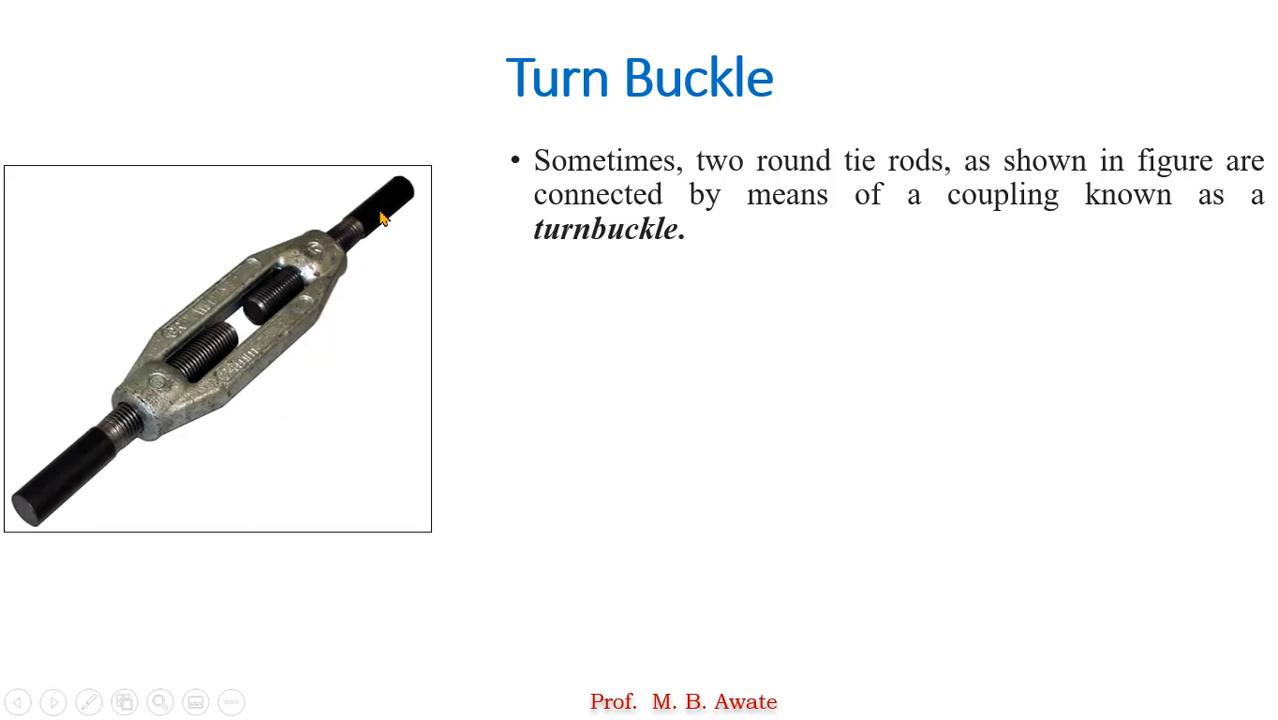 Turn Buckle
• Sometimes, two round tie rods, as shown in figure are
connected by means of a coupling known as a
turnbuckle.
Prof. M. B. Awate